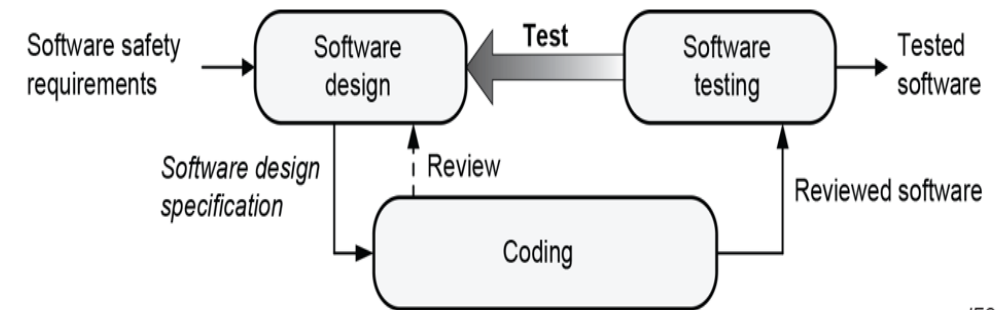 Software safety
requirements
Software
design
Test
Software
testing
Tested
software
Software design
specification
Review
Reviewed software
Coding